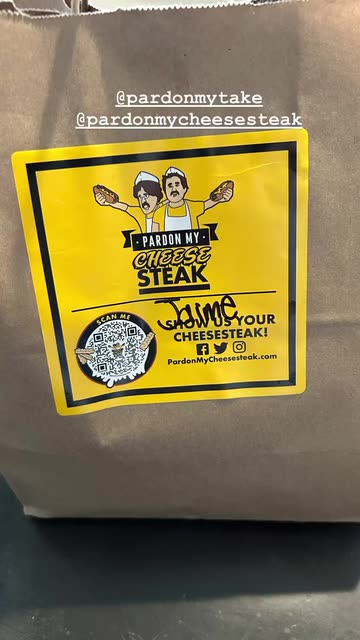 @pardonmytake
@pardonmycheesesteak
PARDON MY
CHEESE
STEAK
Jaime
SCAN ME
SHOW US YOUR
CHEESESTEAK!
PardonMyCheesesteak.com